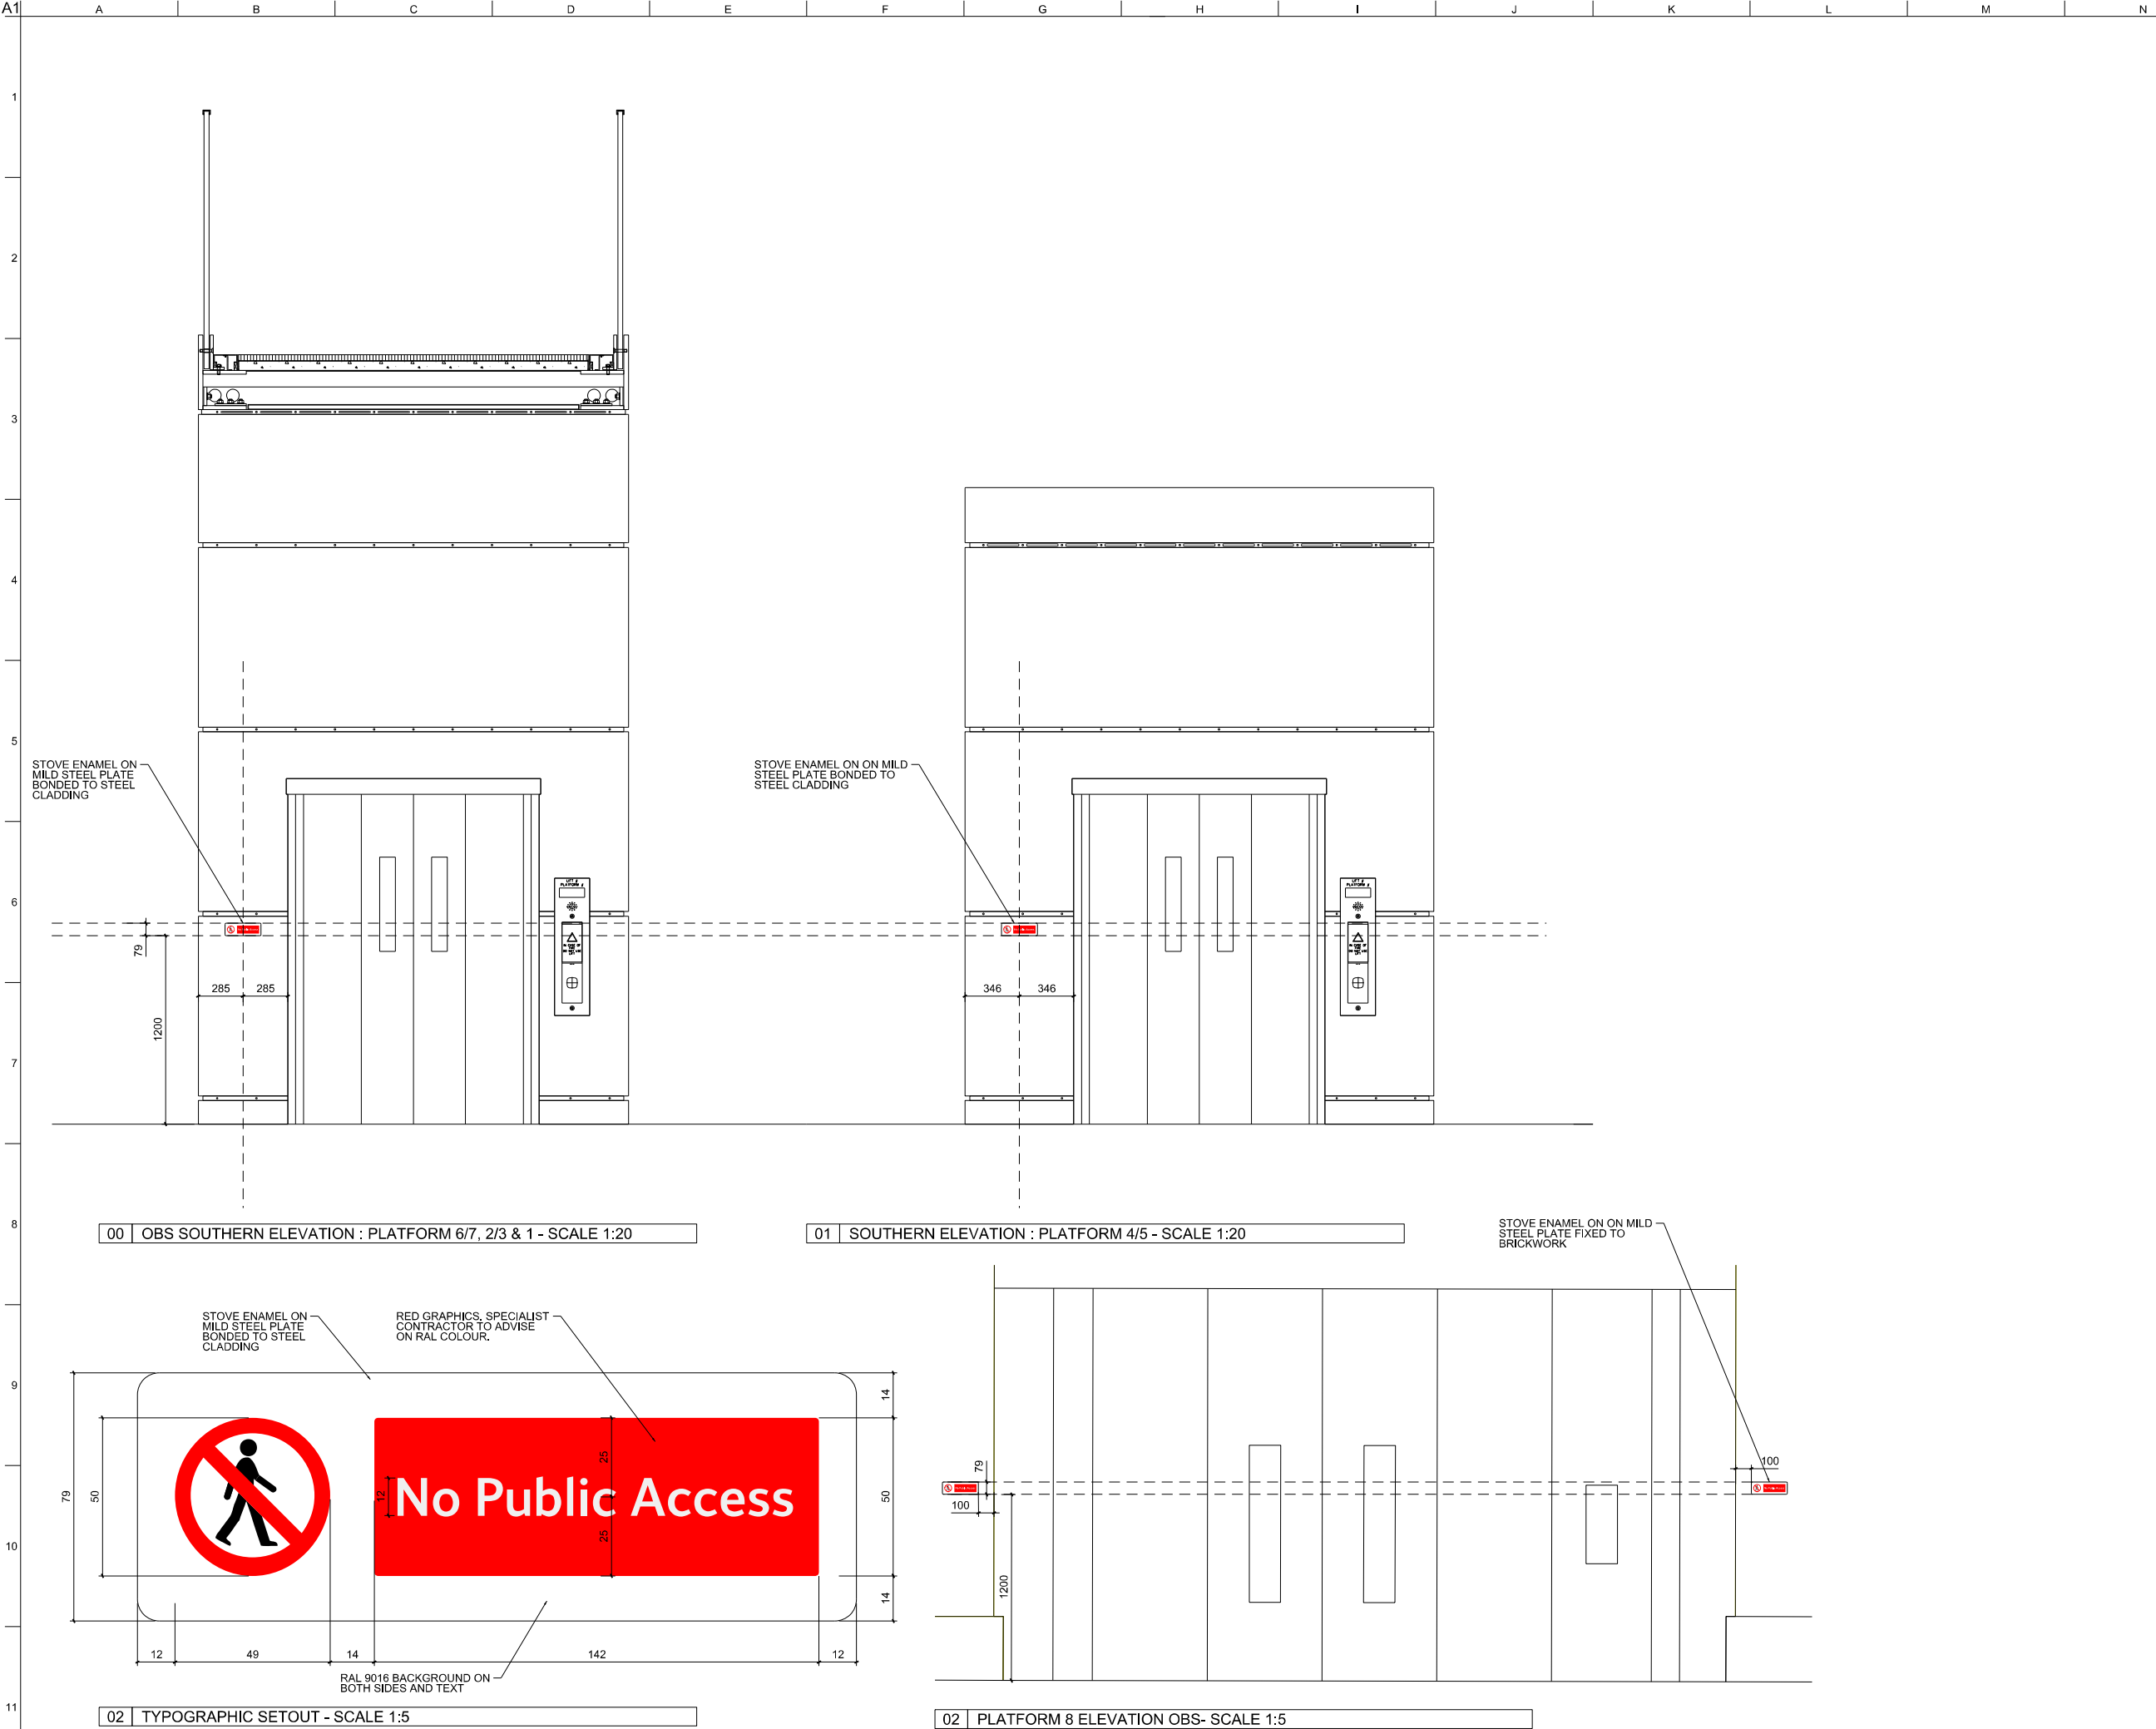 A1
A B C D E F G H I J K L M N
1
2
3
4
5
6
7
8
9
10
11
STOVE ENAMEL ON
MILD STEEL PLATE
BONDED TO STEEL
CLADDING
79
1200
285 285
LIFT
PLATFORM
00 OBS SOUTHERN ELEVATION : PLATFORM 6/7, 2/3 & 1 - SCALE 1:20
STOVE ENAMEL ON ON MILD
STEEL PLATE BONDED TO
STEEL CLADDING
346 346
LIFT
PLATFORM
01 SOUTHERN ELEVATION : PLATFORM 4/5 - SCALE 1:20
STOVE ENAMEL ON
MILD STEEL PLATE
BONDED TO STEEL
CLADDING
RED GRAPHICS, SPECIALIST
CONTRACTOR TO ADVISE
ON RAL COLOUR.
79
50
12
25
25
No Public Access
14
50
14
12 49 14 142 12
RAL 9016 BACKGROUND ON
BOTH SIDES AND TEXT
02 TYPOGRAPHIC SETOUT - SCALE 1:5
STOVE ENAMEL ON ON MILD
STEEL PLATE FIXED TO
BRICKWORK
79
100
100
1200
02 PLATFORM 8 ELEVATION OBS- SCALE 1:5